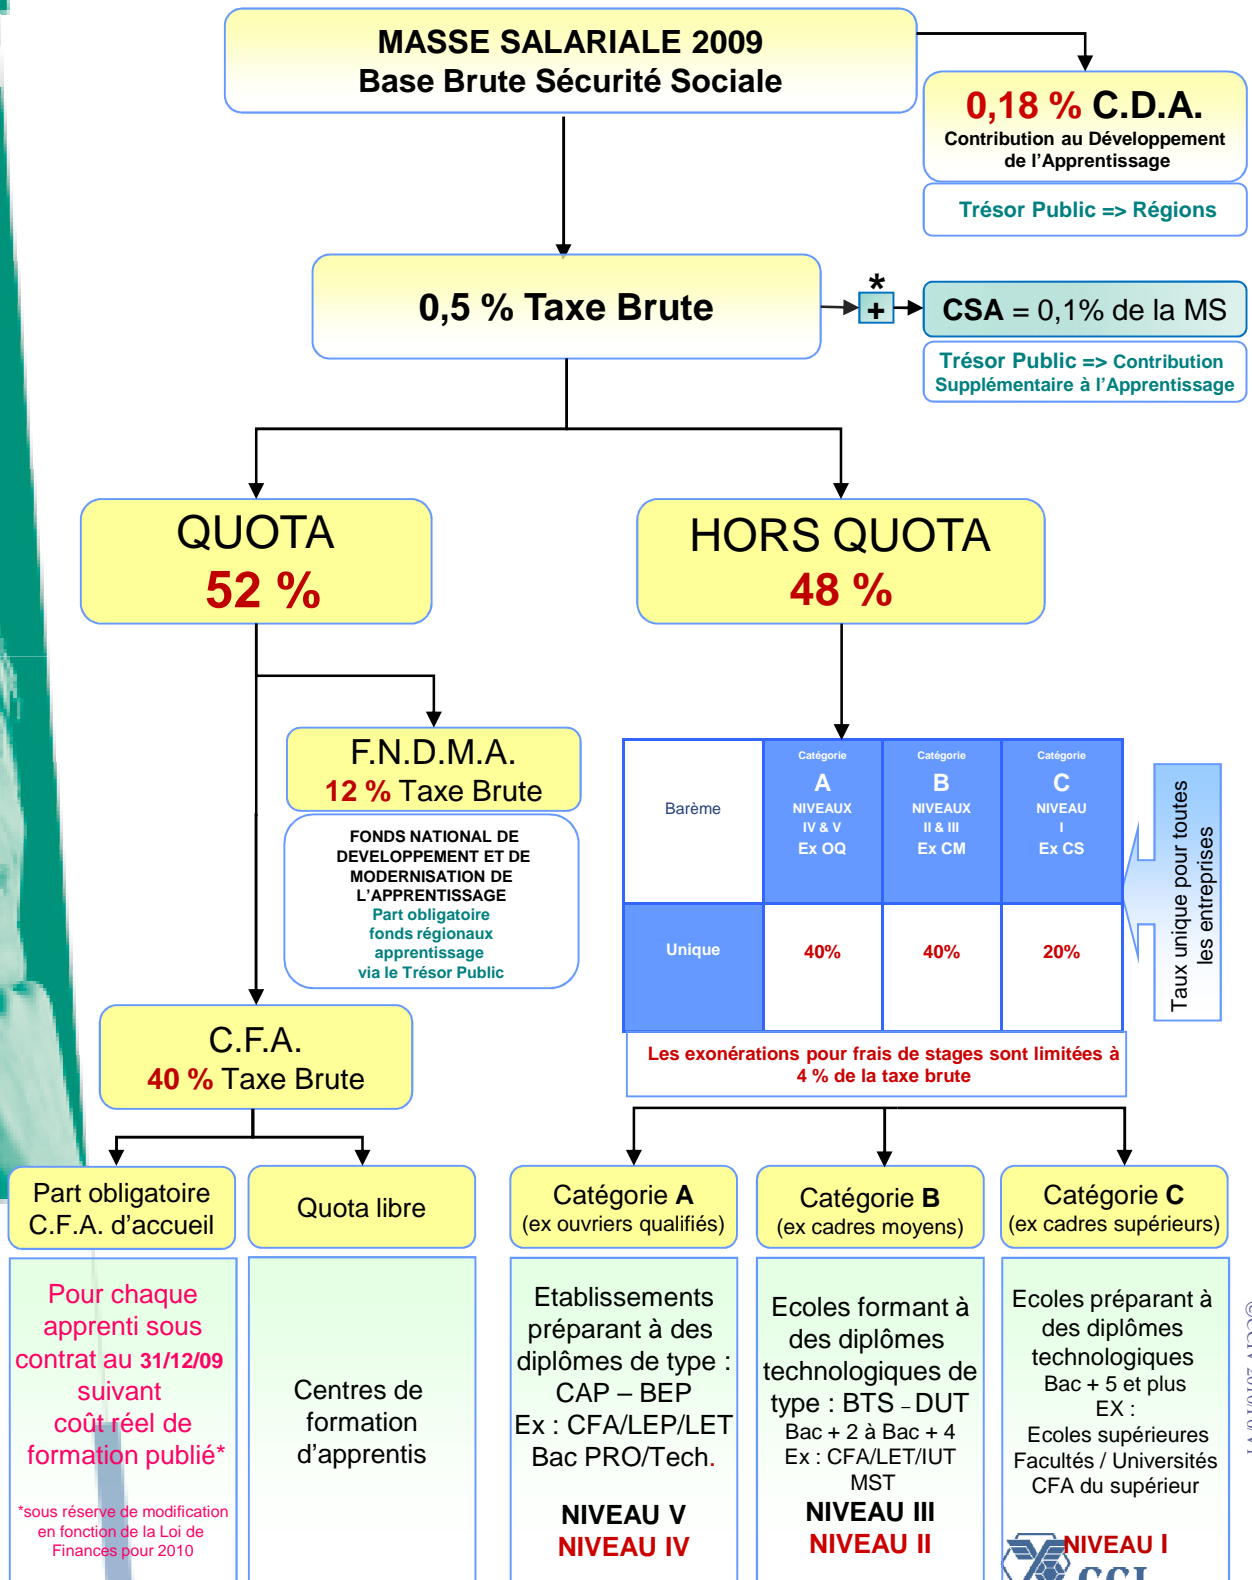 MASSE SALARIALE 2009
Base Brute Sécurité Sociale
0,18 % C.D.A.
Contribution au Développement
de l'Apprentissage
Trésor Public => Régions
0,5 % Taxe Brute
*
+
CSA = 0,1% de la MS
Trésor Public => Contribution
Supplémentaire à l'Apprentissage
QUOTA
52 %
HORS QUOTA
48 %
F.N.D.M.A.
12 % Taxe Brute
FONDS NATIONAL DE
DEVELOPPEMENT ET DE
MODERNISATION DE
L'APPRENTISSAGE
Part obligatoire
fonds régionaux
apprentissage
via le Trésor Public
Barème
Catégorie
A
NIVEAUX
IV & V
Ex OQ
Catégorie
B
NIVEAUX
II & III
Ex CM
Catégorie
C
NIVEAU
I
Ex CS
Unique
40%
40%
20%
Taux unique pour toutes
les entreprises
Les exonérations pour frais de stages sont limitées à
4 % de la taxe brute
C.F.A.
40 % Taxe Brute
Part obligatoire
C.F.A. d'accueil
Quota libre
Catégorie A
(ex ouvriers qualifiés)
Catégorie B
(ex cadres moyens)
Catégorie C
(ex cadres supérieurs)
Pour chaque
apprenti sous
contrat au 31/12/09
suivant
coût réel de
formation publié*
*sous réserve de modification
en fonction de la Loi de
Finances pour 2010
Centres de
formation
d'apprentis
Etablissements
préparant à des
diplômes de type :
CAP – BEP
Ex : CFA/LEP/LET
Bac PRO/Tech.
NIVEAU V
NIVEAU IV
Ecoles formant à
des diplômes
technologiques de
type : BTS – DUT
Bac + 2 à Bac + 4
Ex : CFA/LET/IUT
MST
NIVEAU III
NIVEAU II
Ecoles préparant à
des diplômes
technologiques
Bac + 5 et plus
EX :
Ecoles supérieures
Facultés / Universités
CFA du supérieur
NIVEAU I
CCI